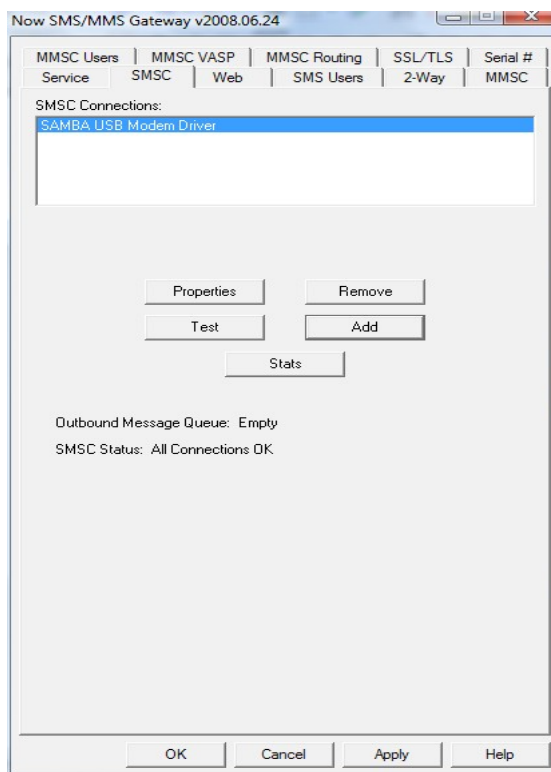 Now SMS/MMS Gateway v2008.06.24
MMSC Users MMSC VASP MMSC Routing SSL/TLS Serial #
Service SMSC Web SMS Users 2-Way MMSC
SMSC Connections:
SAMBA USB Modem Driver
Properties Remove
Test Add
Stats
Outbound Message Queue: Empty
SMSC Status: All Connections OK
OK Cancel Apply Help